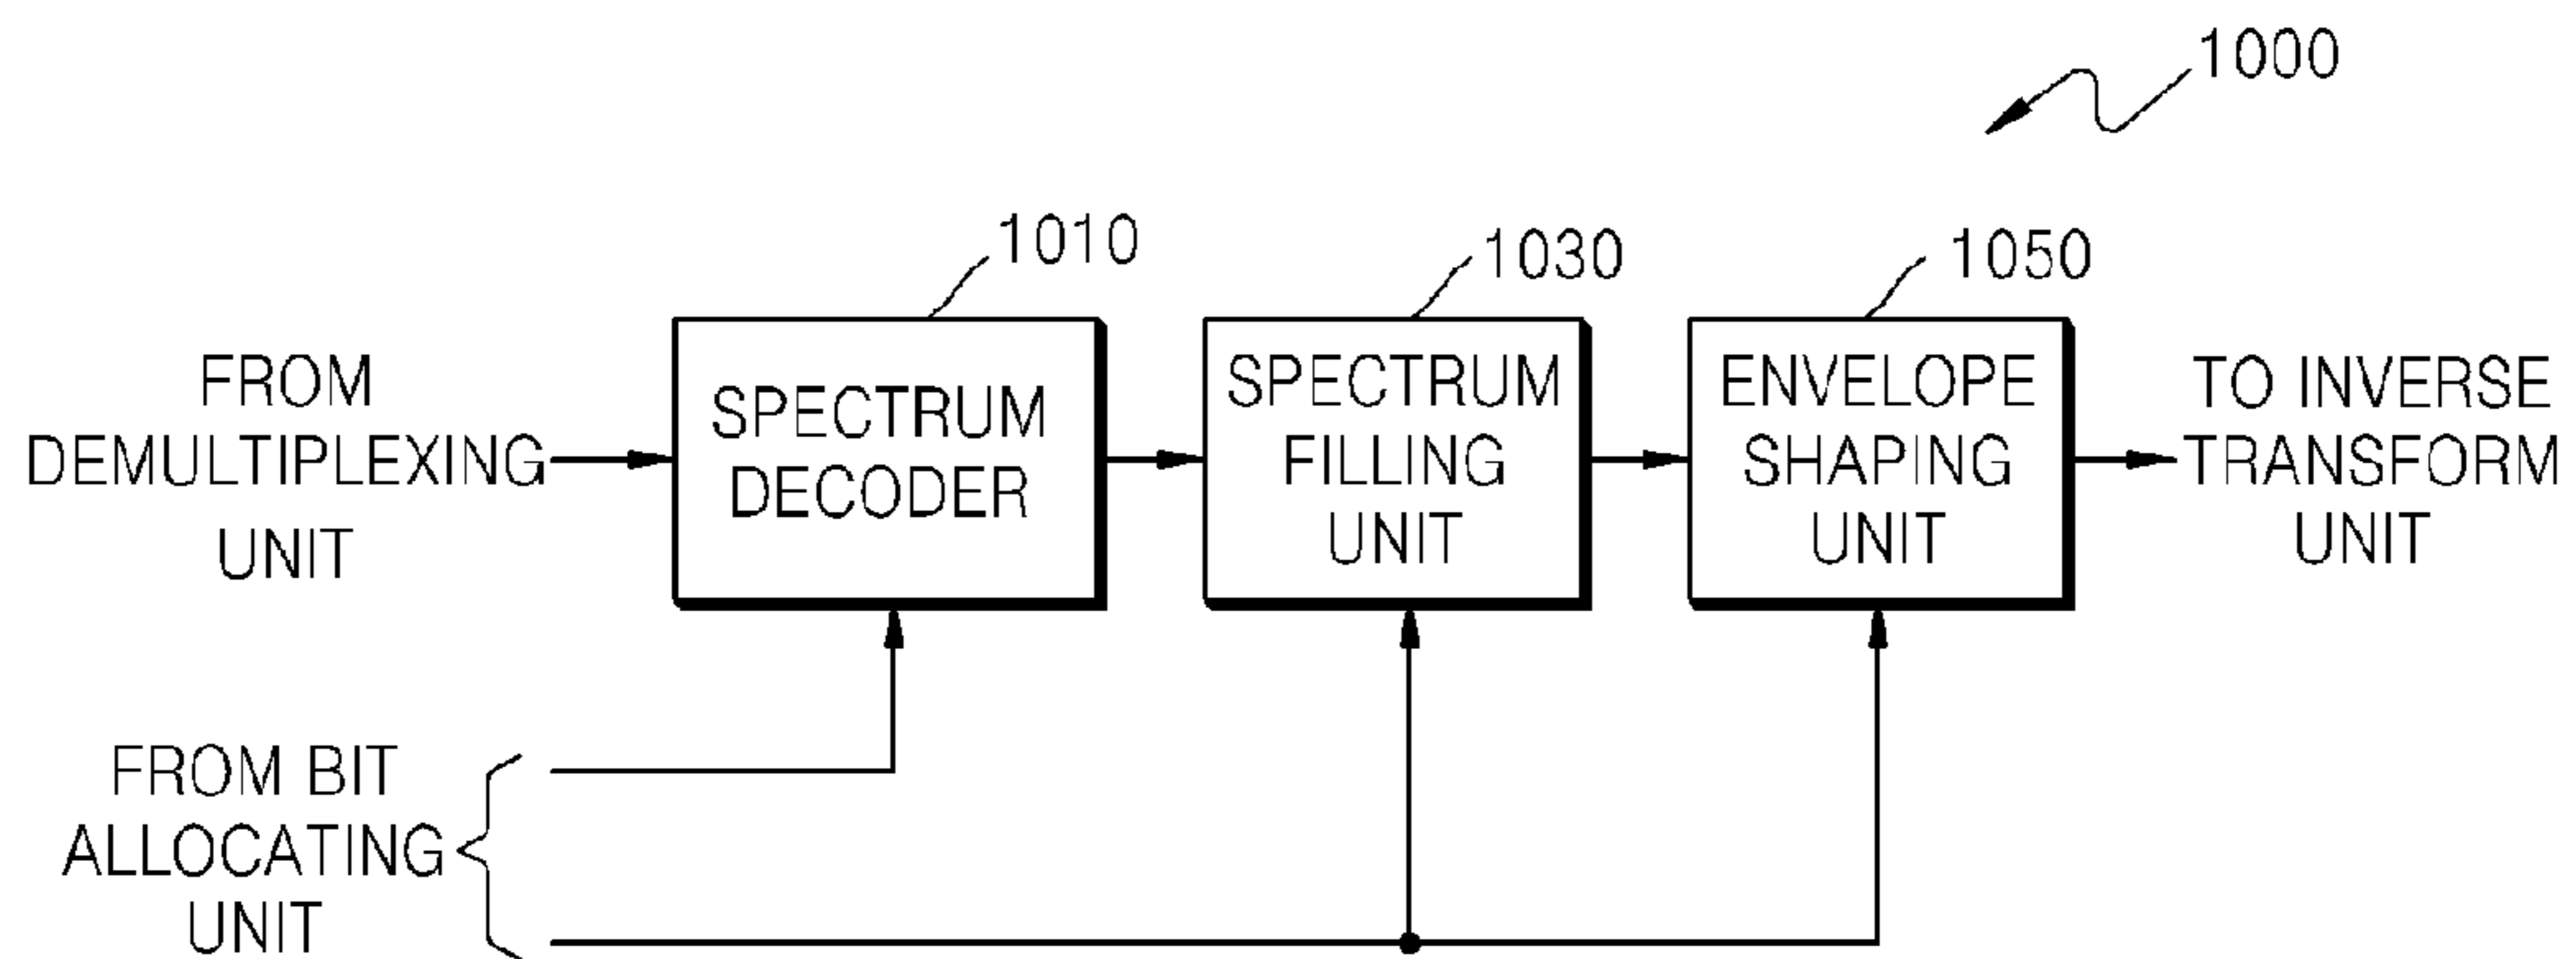 1000
1010
1030
1050
FROM
DEMULTIPLEXING
UNIT
SPECTRUM
DECODER
SPECTRUM
FILLING
UNIT
ENVELOPE
SHAPING
UNIT
TO INVERSE
TRANSFORM
UNIT
FROM BIT
ALLOCATING
UNIT